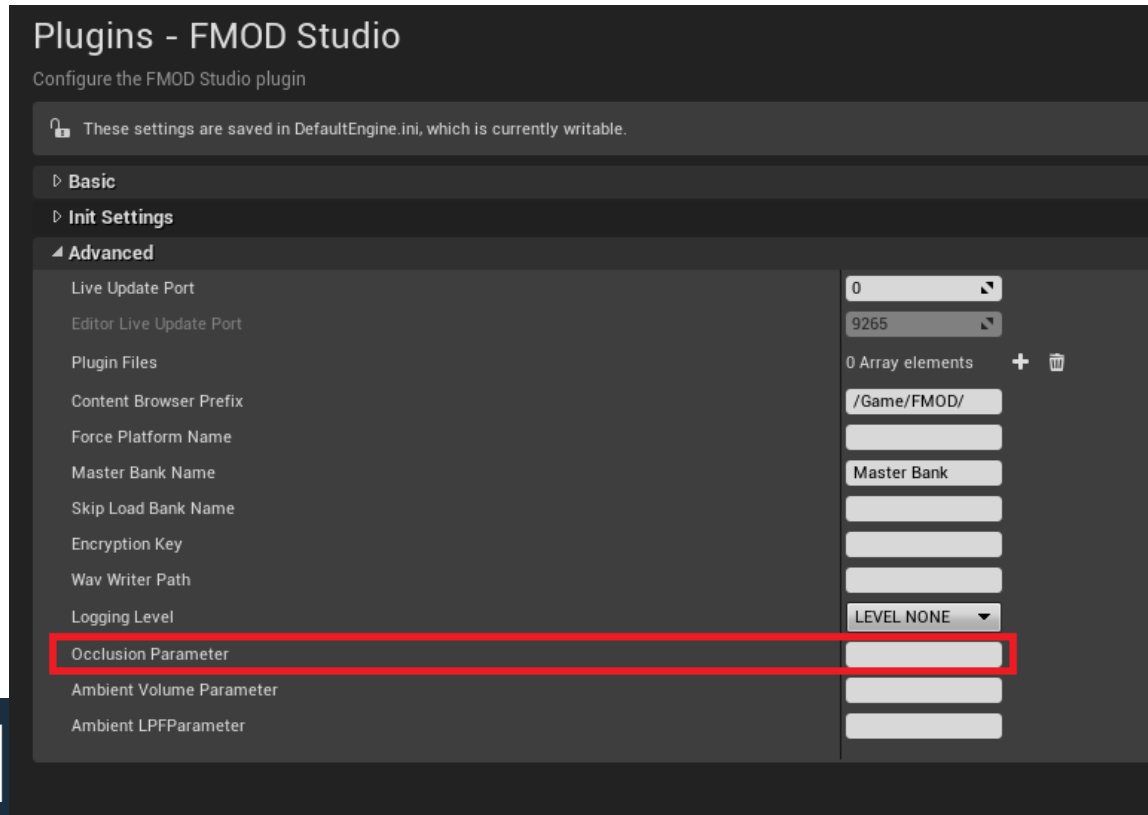 Plugins - FMOD Studio
Configure the FMOD Studio plugin
These settings are saved in DefaultEngine.ini, which is currently writable.
Basic
Init Settings
Advanced
Live Update Port 0
Editor Live Update Port 9265
Plugin Files 0 Array elements
Content Browser Prefix /Game/FMOD/
Force Platform Name
Master Bank Name Master Bank
Skip Load Bank Name
Encryption Key
Wav Writer Path
Logging Level LEVEL NONE
Occlusion Parameter
Ambient Volume Parameter
Ambient LPFParameter